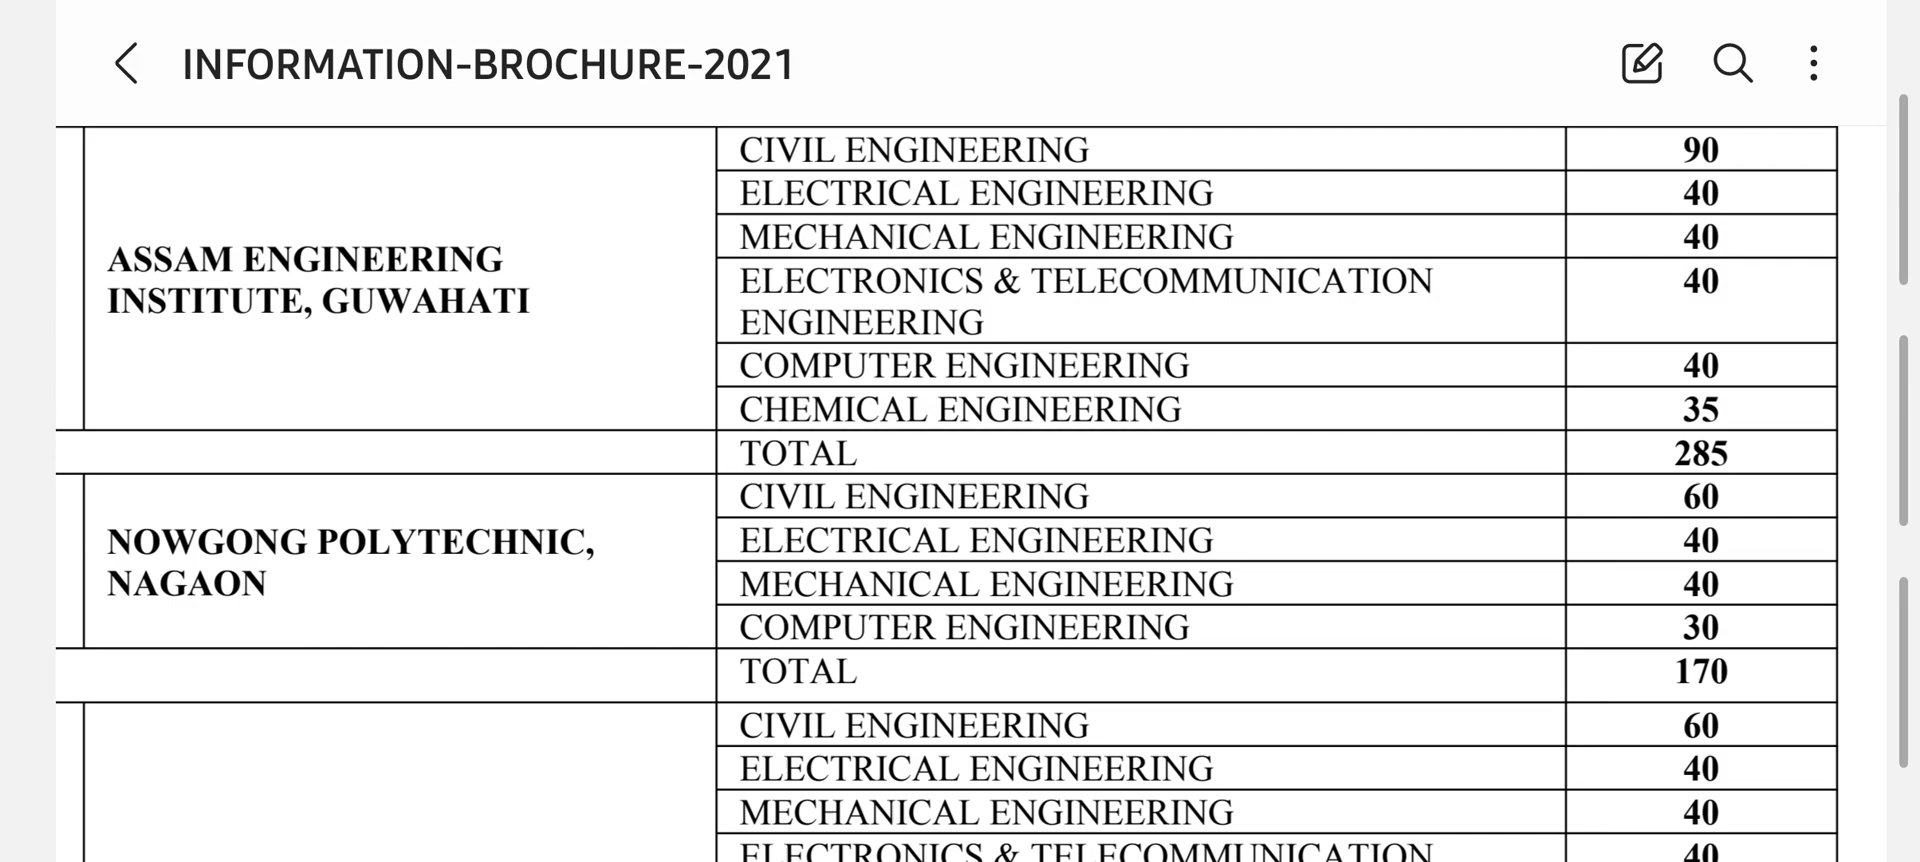 INFORMATION-BROCHURE-2021
CIVIL ENGINEERING 90
ELECTRICAL ENGINEERING 40
MECHANICAL ENGINEERING 40
ASSAM ENGINEERING
INSTITUTE, GUWAHATI
ELECTRONICS & TELECOMMUNICATION 40
ENGINEERING
COMPUTER ENGINEERING 40
CHEMICAL ENGINEERING 35
TOTAL 285
CIVIL ENGINEERING 60
NOWGONG POLYTECHNIC,
NAGAON
ELECTRICAL ENGINEERING 40
MECHANICAL ENGINEERING 40
COMPUTER ENGINEERING 30
TOTAL 170
CIVIL ENGINEERING 60
ELECTRICAL ENGINEERING 40
MECHANICAL ENGINEERING 40
ELECTRONICS & TELECOMMUNICATION 40